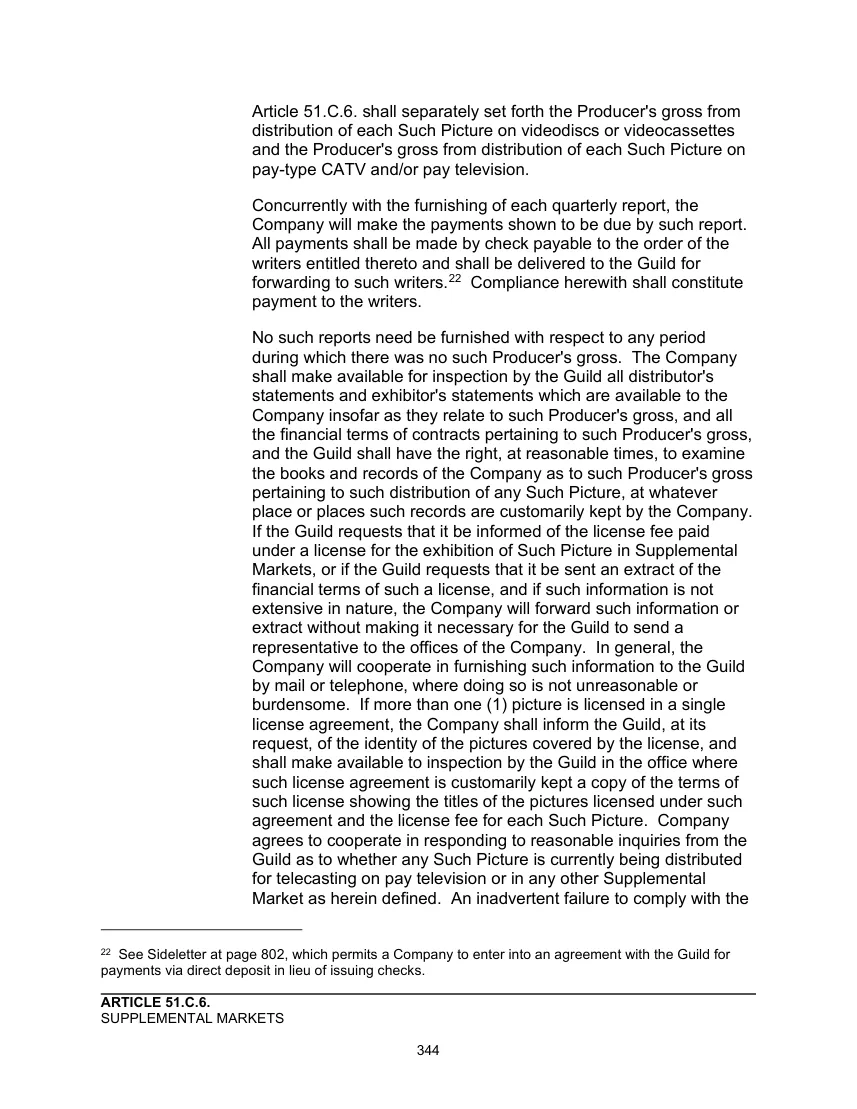 Article 51.C.6. shall separately set forth the Producer's gross from
distribution of each Such Picture on videodiscs or videocassettes
and the Producer's gross from distribution of each Such Picture on
pay-type CATV and/or pay television.
Concurrently with the furnishing of each quarterly report, the
Company will make the payments shown to be due by such report.
All payments shall be made by check payable to the order of the
writers entitled thereto and shall be delivered to the Guild for
forwarding to such writers.22  Compliance herewith shall constitute
payment to the writers.
No such reports need be furnished with respect to any period
during which there was no such Producer's gross.  The Company
shall make available for inspection by the Guild all distributor's
statements and exhibitor's statements which are available to the
Company insofar as they relate to such Producer's gross, and all
the financial terms of contracts pertaining to such Producer's gross,
and the Guild shall have the right, at reasonable times, to examine
the books and records of the Company as to such Producer's gross
pertaining to such distribution of any Such Picture, at whatever
place or places such records are customarily kept by the Company.
If the Guild requests that it be informed of the license fee paid
under a license for the exhibition of Such Picture in Supplemental
Markets, or if the Guild requests that it be sent an extract of the
financial terms of such a license, and if such information is not
extensive in nature, the Company will forward such information or
extract without making it necessary for the Guild to send a
representative to the offices of the Company.  In general, the
Company will cooperate in furnishing such information to the Guild
by mail or telephone, where doing so is not unreasonable or
burdensome.  If more than one (1) picture is licensed in a single
license agreement, the Company shall inform the Guild, at its
request, of the identity of the pictures covered by the license, and
shall make available to inspection by the Guild in the office where
such license agreement is customarily kept a copy of the terms of
such license showing the titles of the pictures licensed under such
agreement and the license fee for each Such Picture.  Company
agrees to cooperate in responding to reasonable inquiries from the
Guild as to whether any Such Picture is currently being distributed
for telecasting on pay television or in any other Supplemental
Market as herein defined.  An inadvertent failure to comply with the
22  See Sideletter at page 802, which permits a Company to enter into an agreement with the Guild for
payments via direct deposit in lieu of issuing checks.
ARTICLE 51.C.6.
SUPPLEMENTAL MARKETS
344